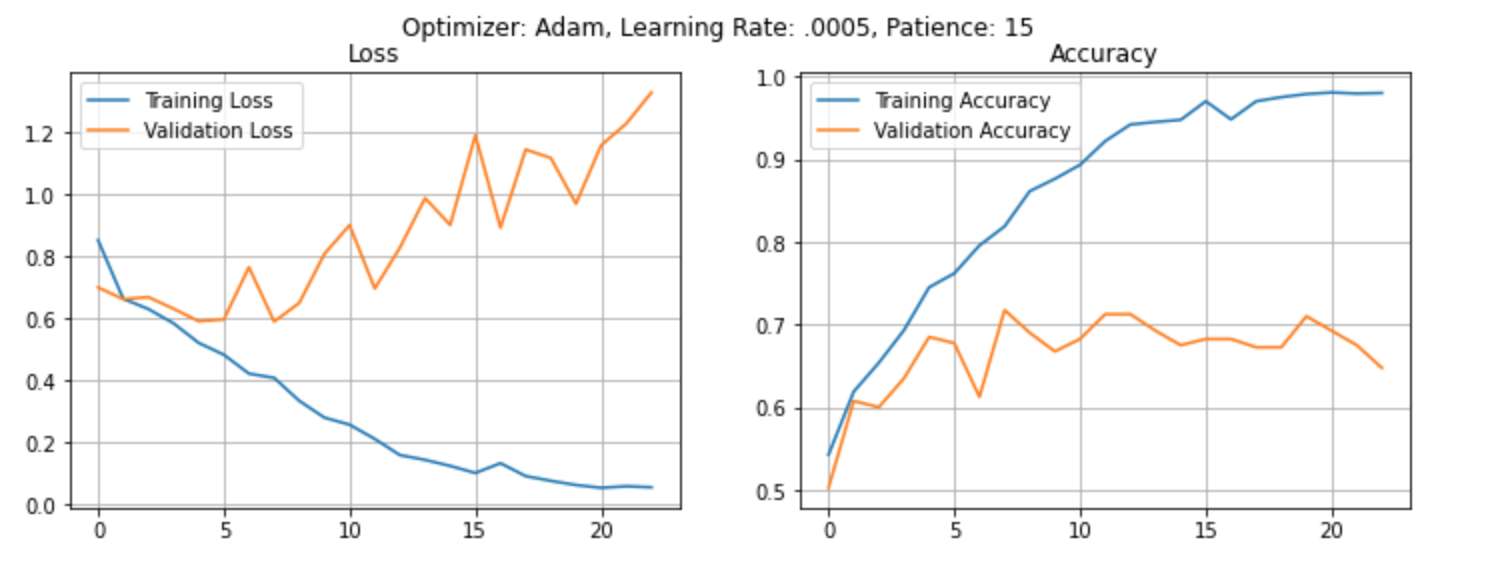 Optimizer: Adam, Learning Rate: .0005, Patience: 15
Loss
Training Loss
Validation Loss
1.2
1.0
0.8
0.6
0.4
0.2
0.0
0 5 10 15 20
Accuracy
Training Accuracy
Validation Accuracy
1.0
0.9
0.8
0.7
0.6
0.5
0 5 10 15 20